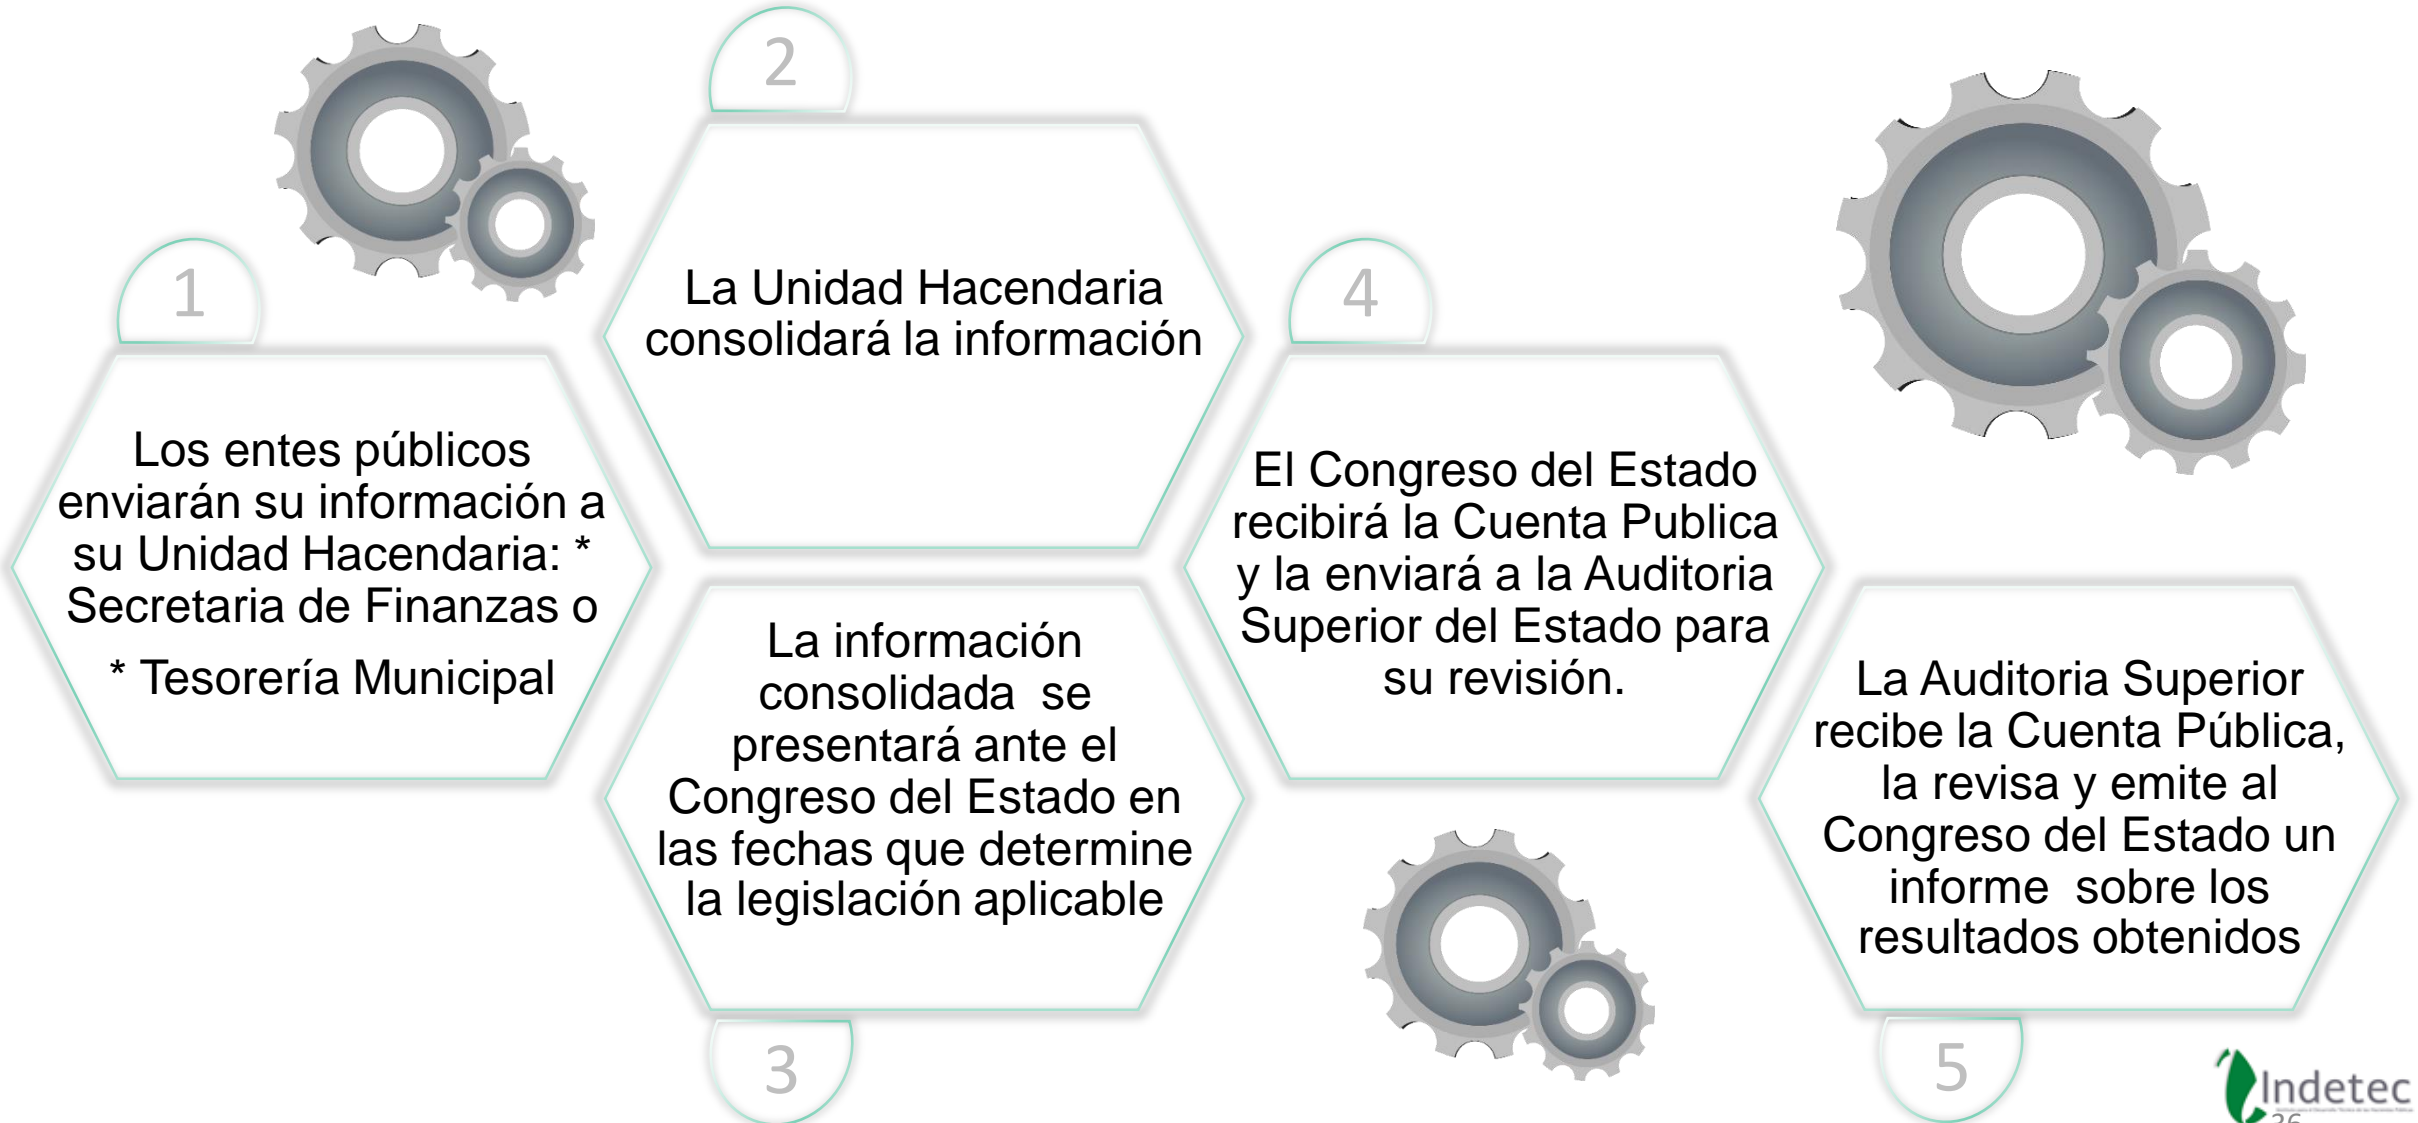 1
Los entes públicos
enviarán su información a
su Unidad Hacendaria: *
Secretaria de Finanzas o
* Tesorería Municipal
2
La Unidad Hacendaria
consolidará la información
La información
consolidada  se
presentará ante el
Congreso del Estado en
las fechas que determine
la legislación aplicable
3
4
El Congreso del Estado
recibirá la Cuenta Publica
y la enviará a la Auditoria
Superior del Estado para
su revisión.
La Auditoria Superior
recibe la Cuenta Pública,
la revisa y emite al
Congreso del Estado un
informe  sobre los
resultados obtenidos
5
Indetec